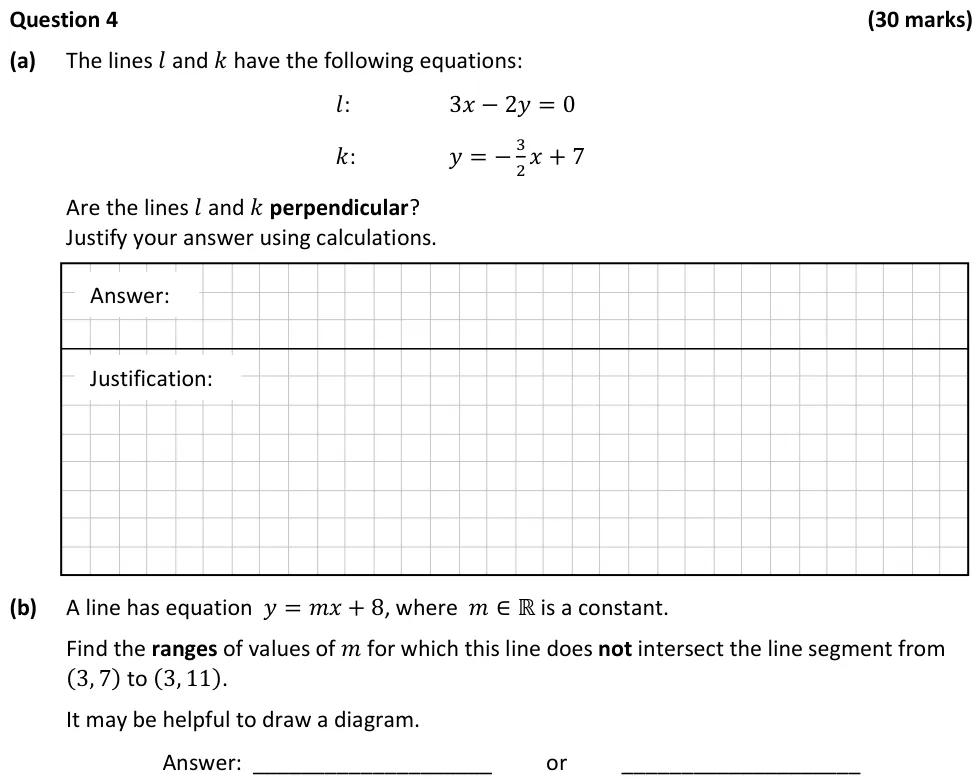 Question 4 (30 marks)
(a) The lines l and k have the following equations:
l: 3x − 2y = 0
k: y = −3/2 x + 7
Are the lines l and k perpendicular?
Justify your answer using calculations.
Answer:
Justification:
(b) A line has equation y = mx + 8, where m ∈ ℝ is a constant.
Find the ranges of values of m for which this line does not intersect the line segment from
(3, 7) to (3, 11).
It may be helpful to draw a diagram.
Answer: ____________________ or ____________________